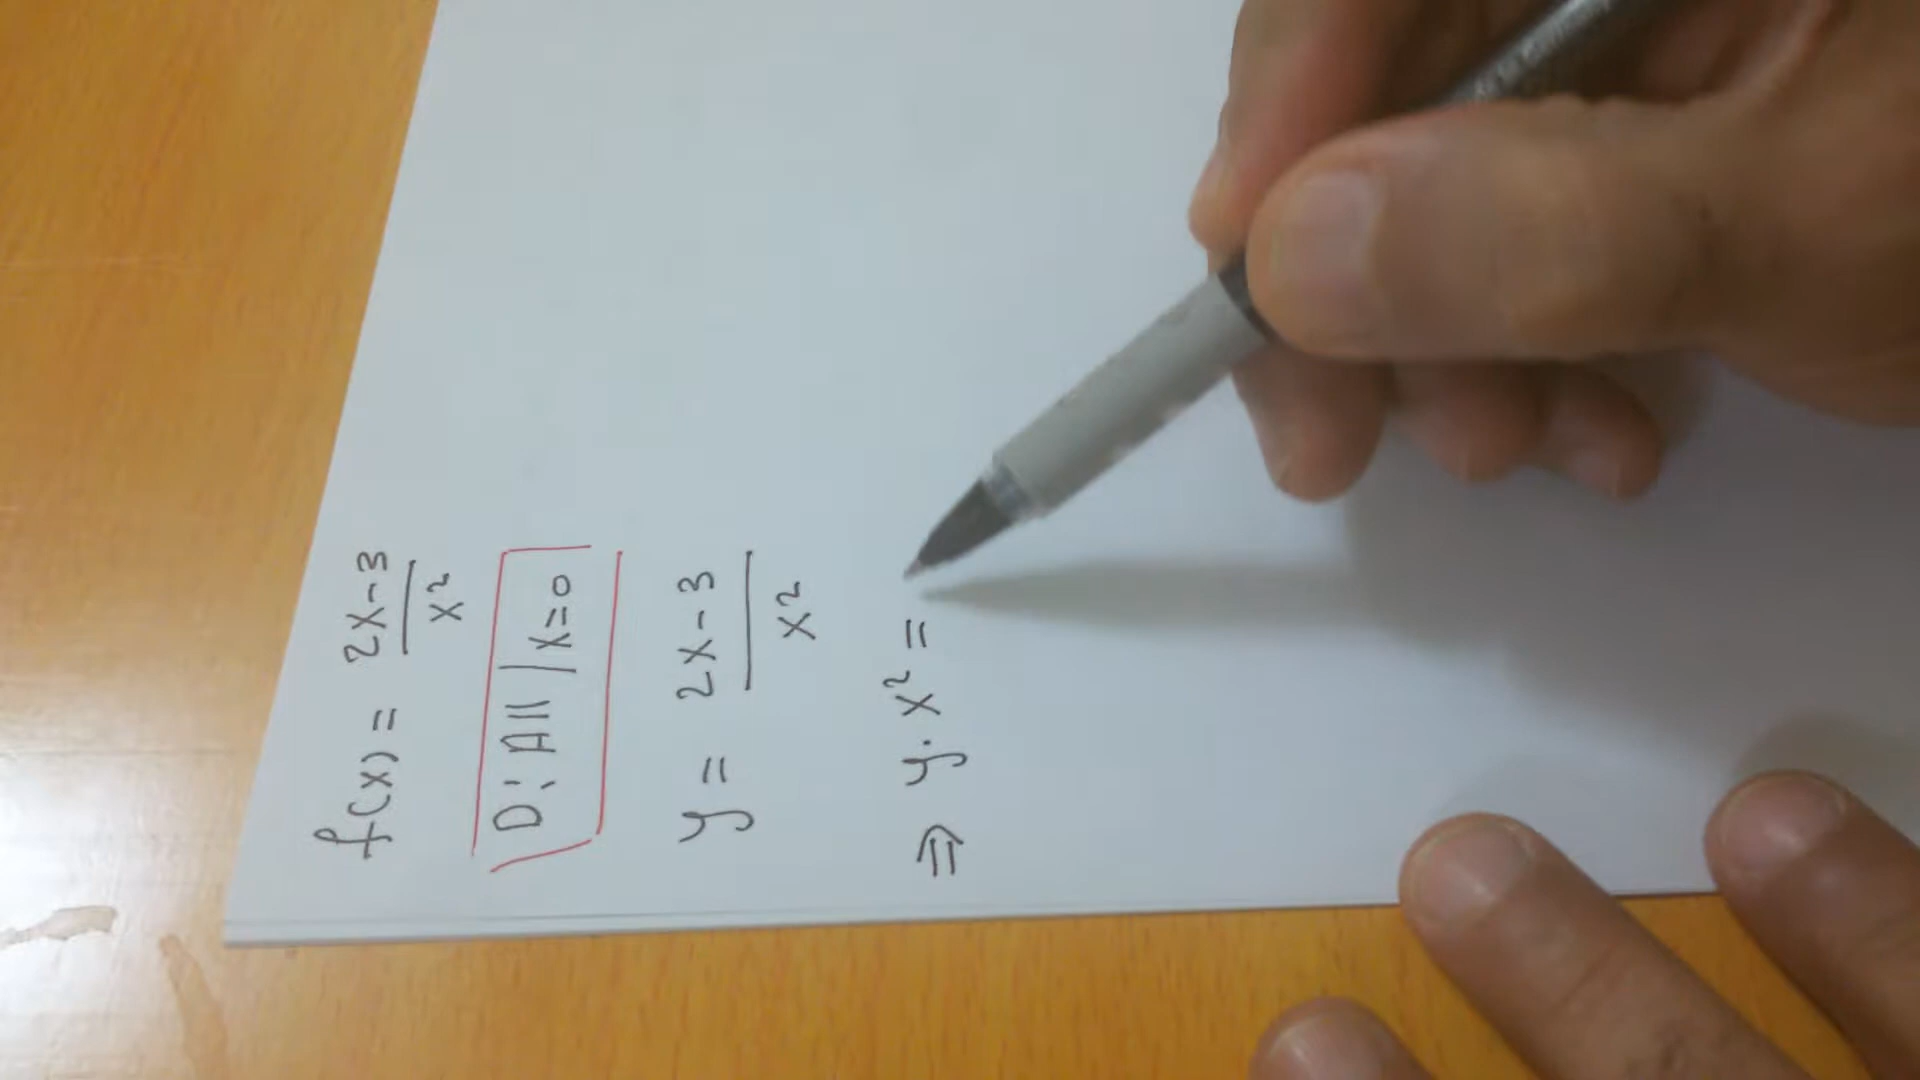 f(x) = 2x-3 / x²
D: All | x=0
y = 2x-3 / x²
⇒ y·x² =